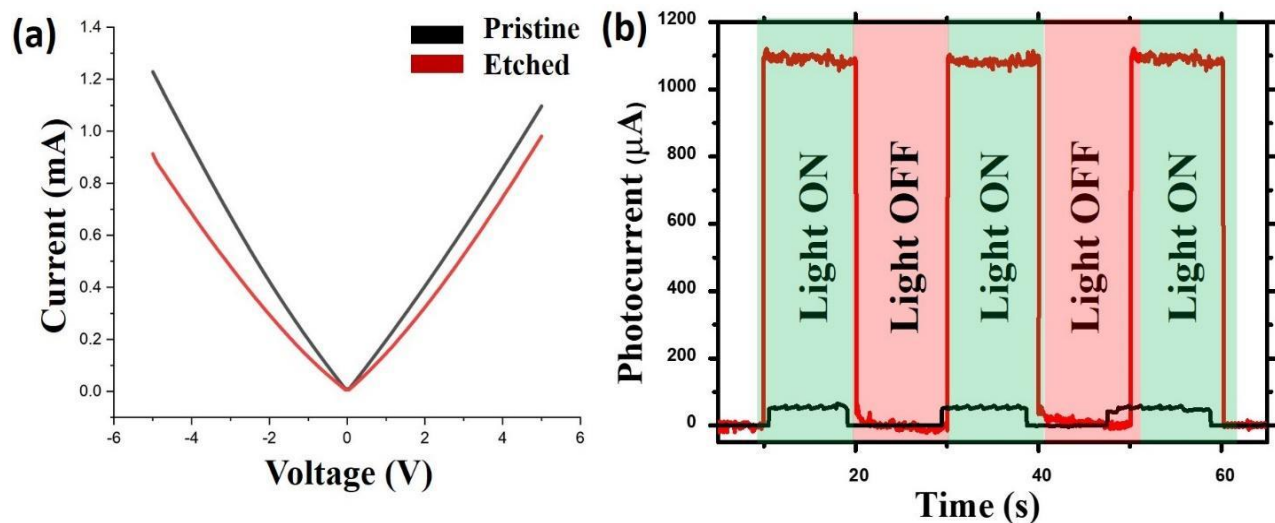 (a)
Pristine
Etched
1.4
1.2
1.0
0.8
0.6
0.4
0.2
0.0
-6
-4
-2
0
2
4
6
Current (mA)
Voltage (V)
(b)
1200
1000
800
600
400
200
0
20
40
60
Photocurrent (μA)
Light ON
Light OFF
Light ON
Light OFF
Light ON
Time (s)